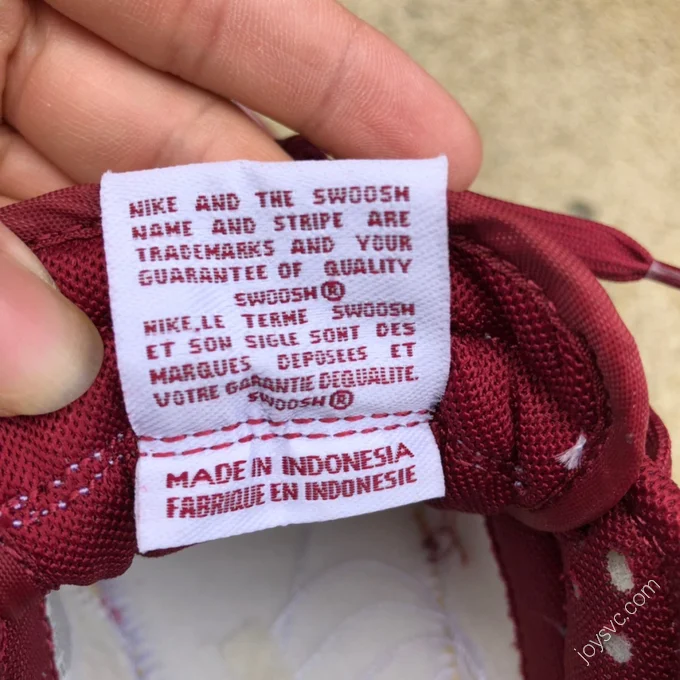 NIKE AND THE SWOOSH
NAME AND STRIPE ARE
TRADEMARKS AND YOUR
GUARANTEE OF QUALITY
SWOOSH®
NIKE,LE TERME SWOOSH
ET SON SIGLE SONT DES
MARQUES DEPOSEES ET
VOTRE GARANTIE DEQUALITE.
SWOOSH®
MADE IN INDONESIA
FABRIQUE EN INDONESIE
joysvc.com